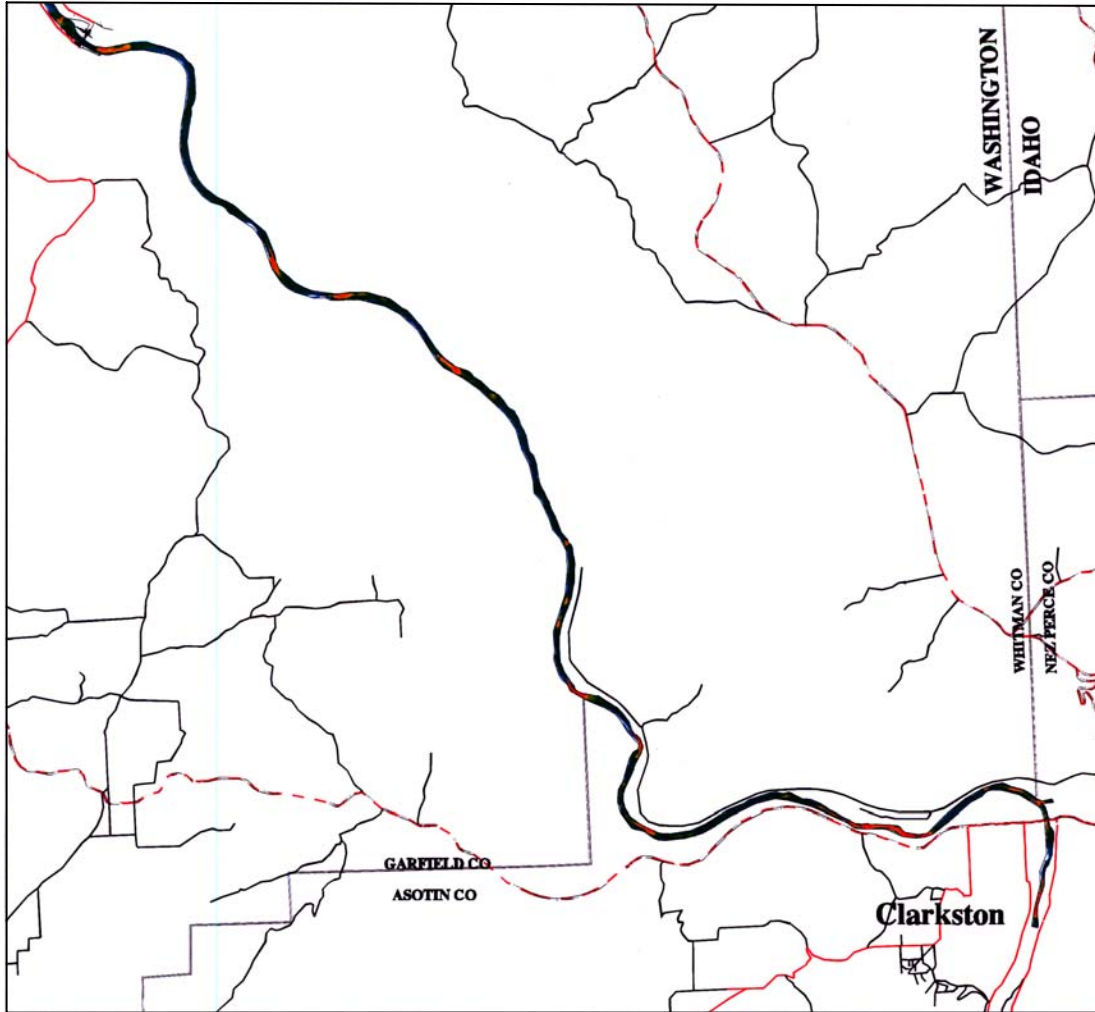 WASHINGTON
IDAHO
WHITMAN CO
NEZ PERCE CO
GARFIELD CO
ASOTIN CO
Clarkston